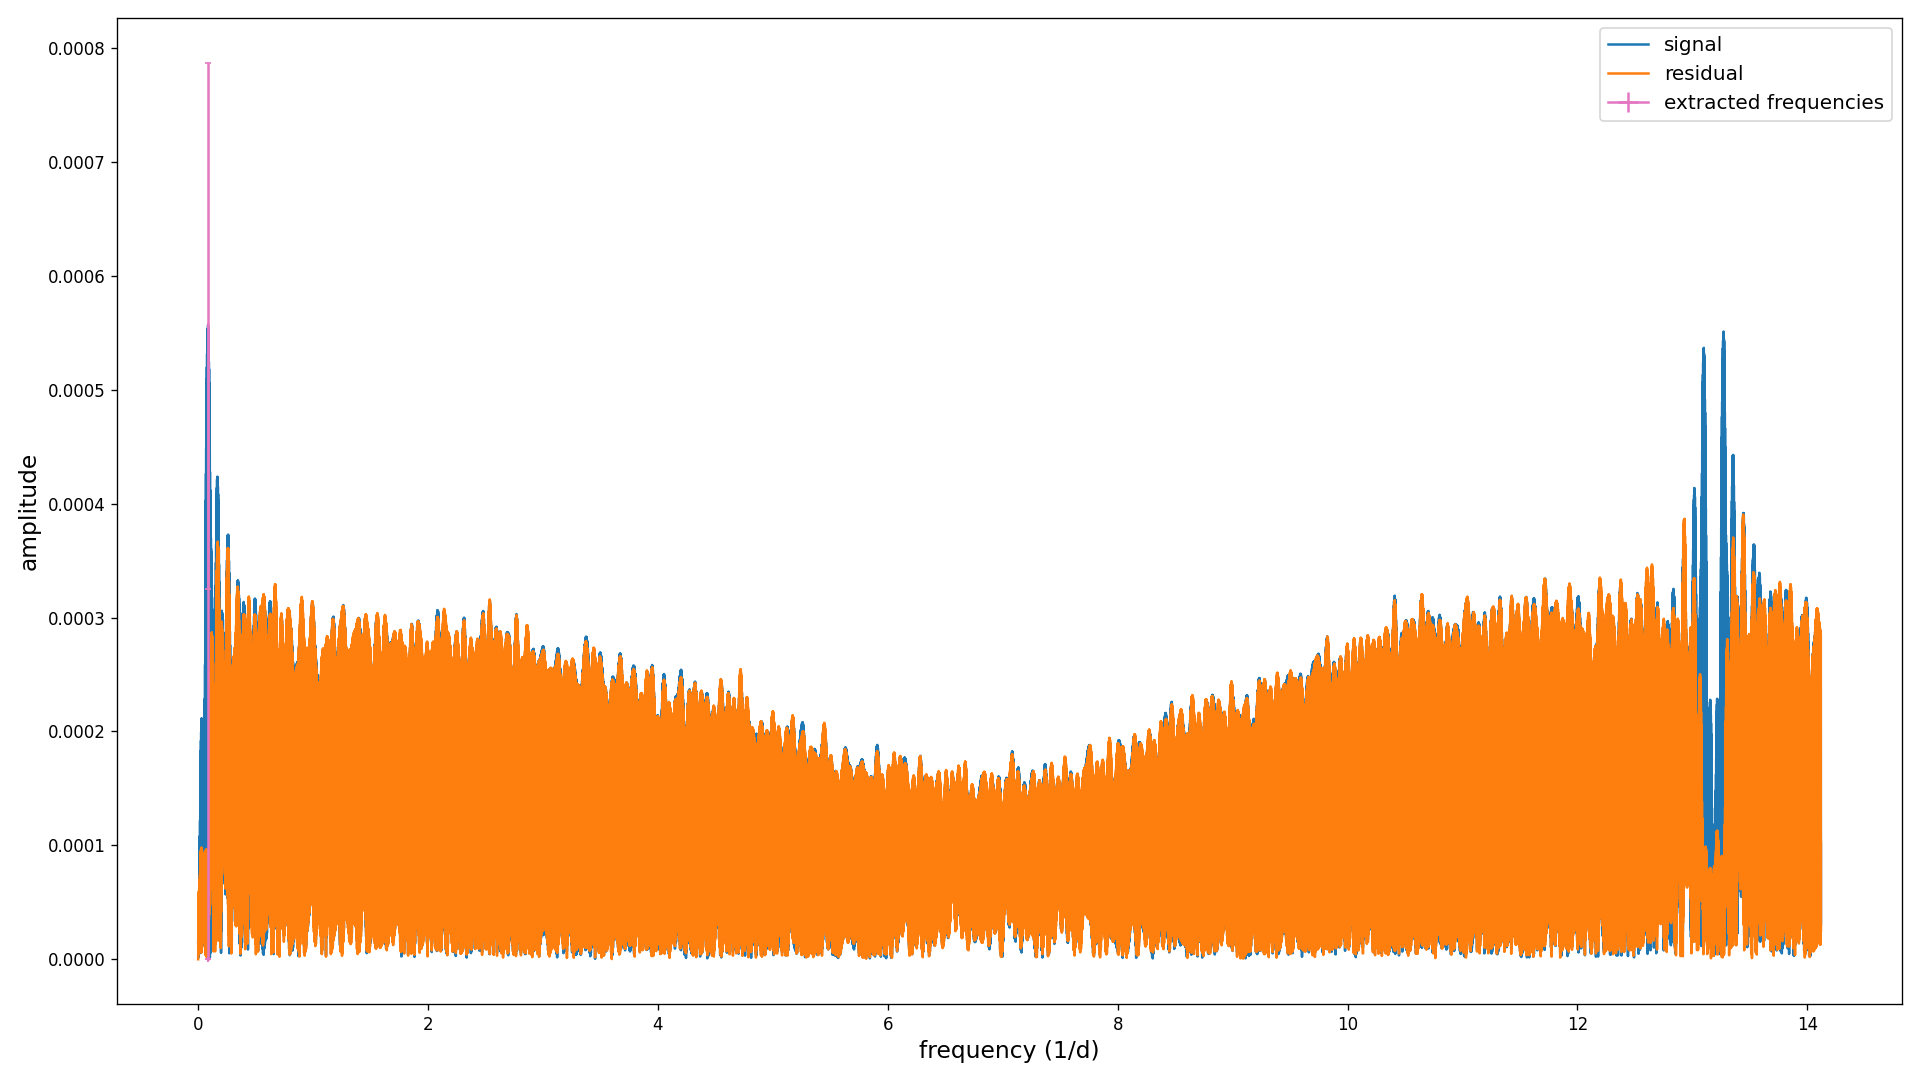 signal
residual
extracted frequencies
0.0008
0.0007
0.0006
0.0005
0.0004
0.0003
0.0002
0.0001
0.0000
amplitude
0 2 4 6 8 10 12 14
frequency (1/d)